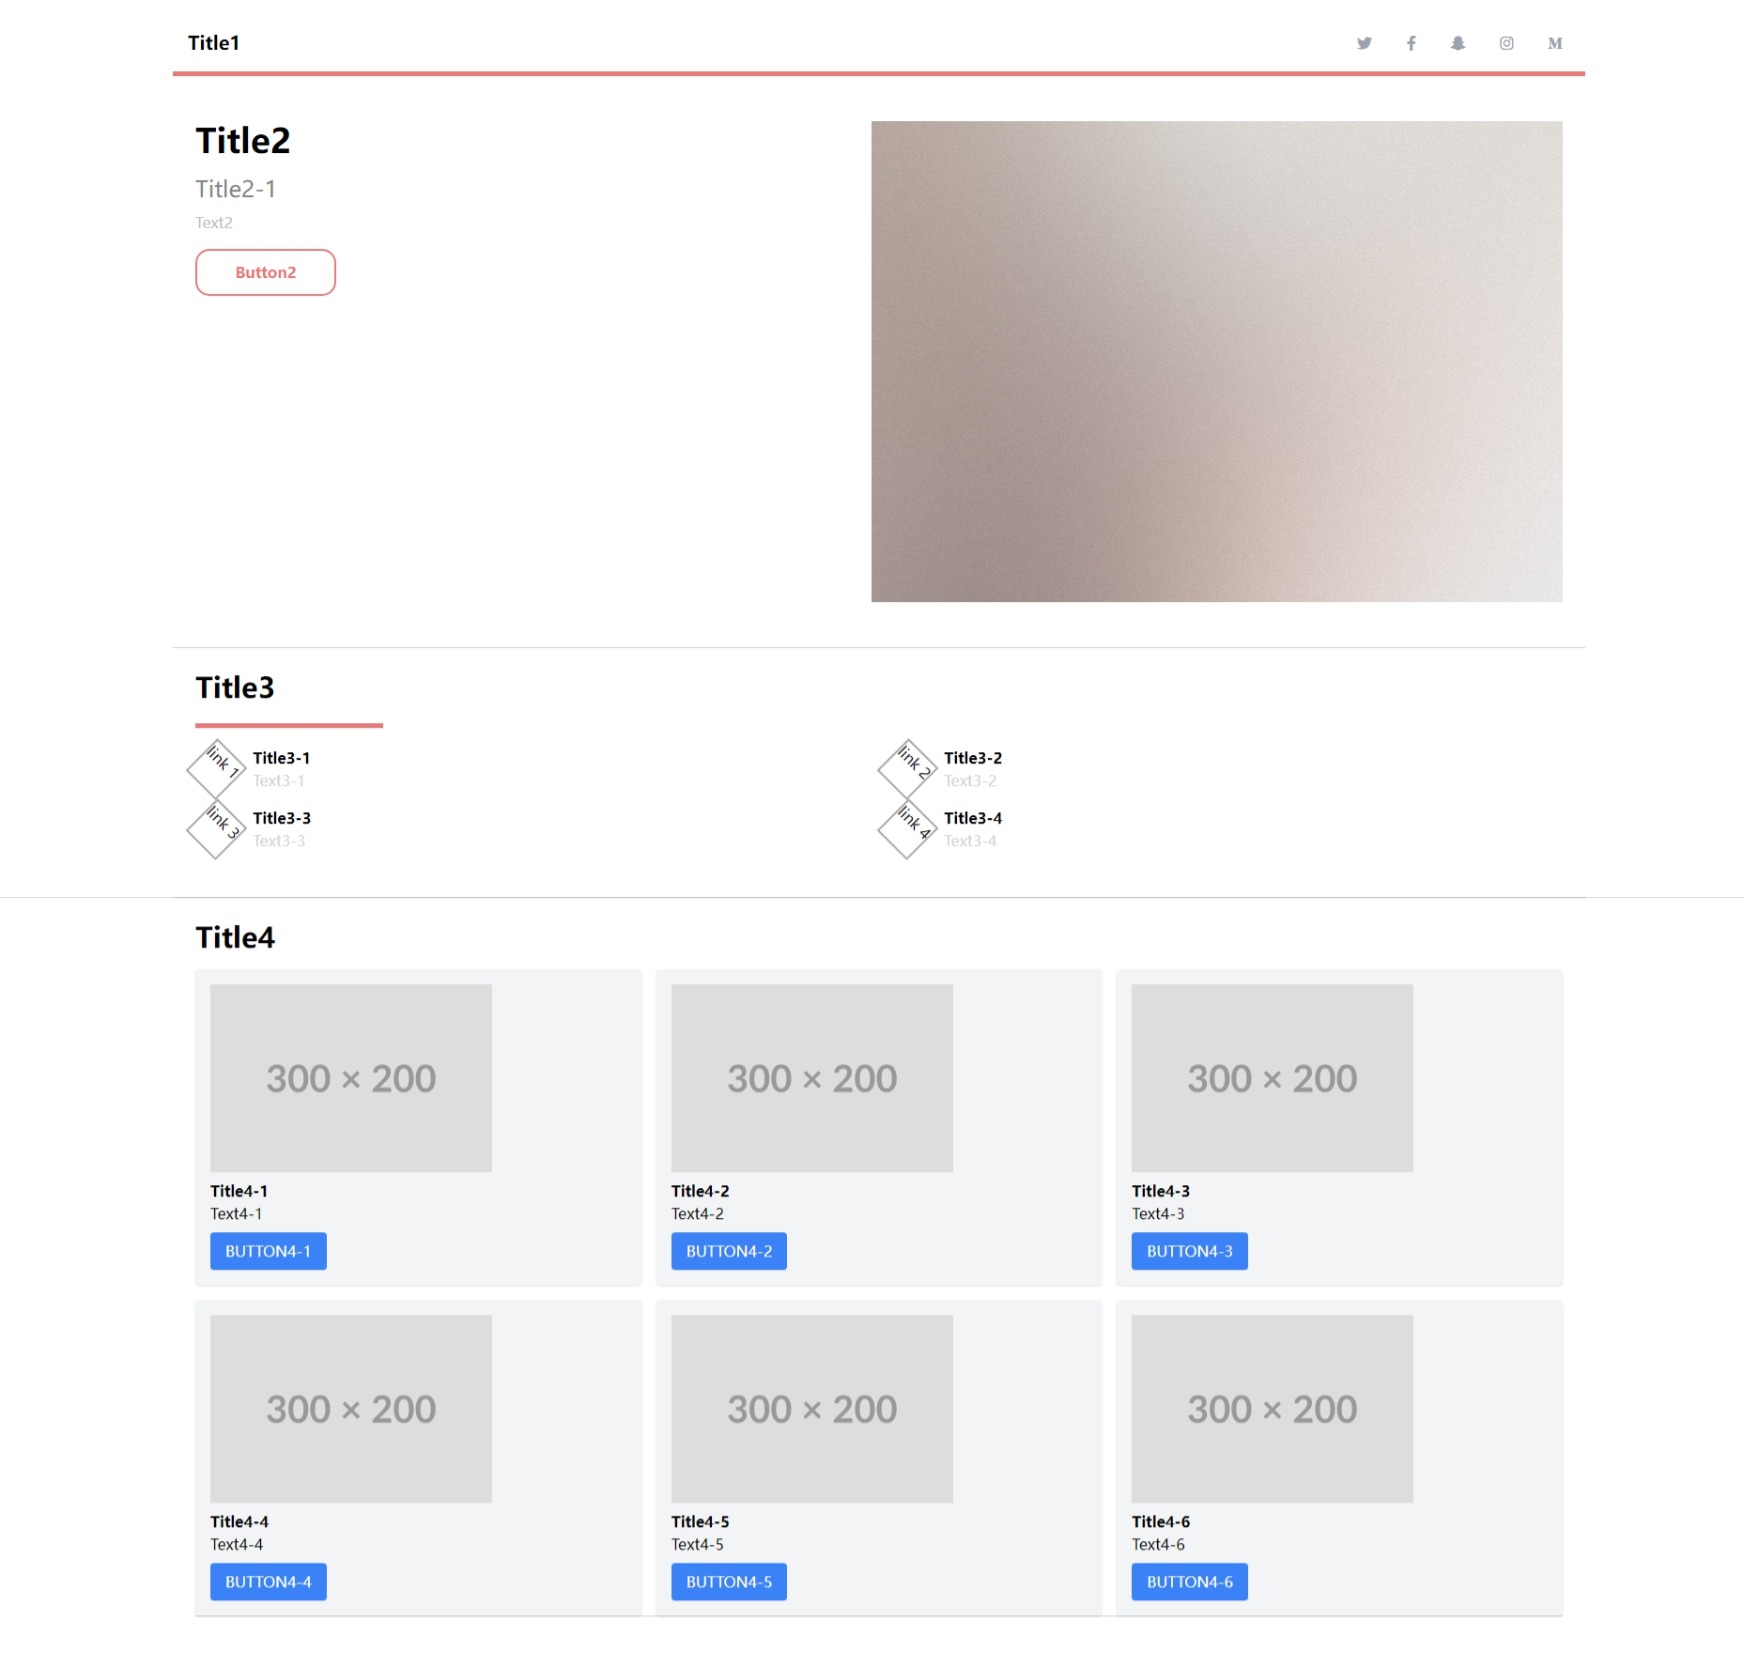 Title1
M
Title2
Title2-1
Text2
Button2
Title3
link 1
Title3-1
Text3-1
link 2
Title3-2
Text3-2
link 3
Title3-3
Text3-3
link 4
Title3-4
Text3-4
Title4
300 × 200
300 × 200
300 × 200
Title4-1
Title4-2
Title4-3
Text4-1
Text4-2
Text4-3
BUTTON4-1
BUTTON4-2
BUTTON4-3
300 × 200
300 × 200
300 × 200
Title4-4
Title4-5
Title4-6
Text4-4
Text4-5
Text4-6
BUTTON4-4
BUTTON4-5
BUTTON4-6